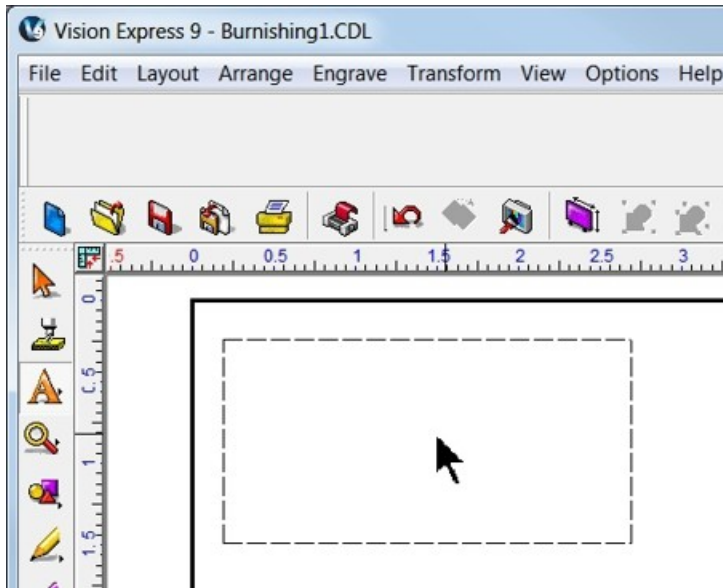 V9 Vision Express 9 - Burnishing1.CDL
File Edit Layout Arrange Engrave Transform View Options Help
.5 0 0.5 1 1.5 2 2.5 3
0
0.5
A
1
1.5